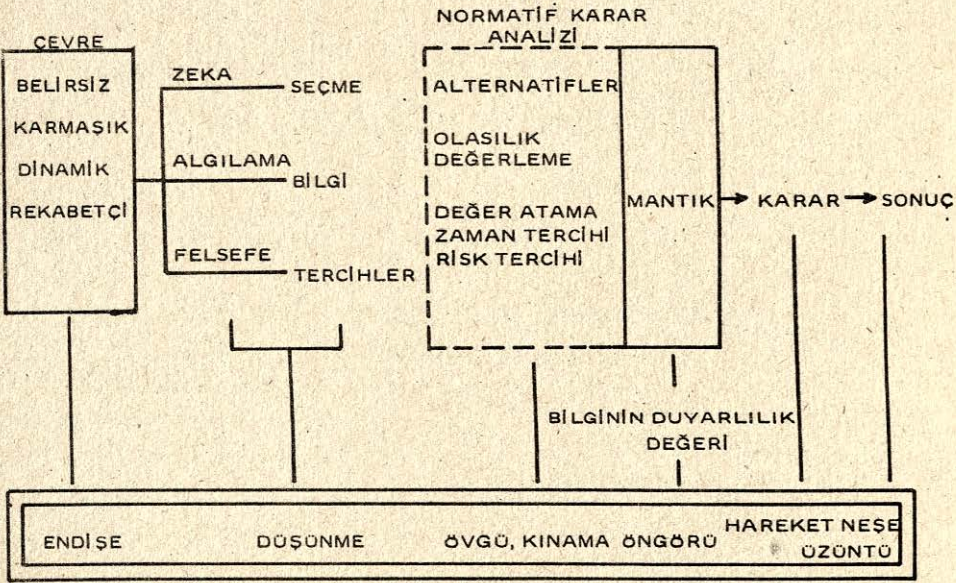 NORMATİF KARAR
ANALİZİ
ÇEVRE
BELİRSİZ
KARMAŞIK
DİNAMİK
REKABETÇİ
ZEKA
SEÇME
ALGILAMA
BİLGİ
FELSEFE
TERCİHLER
ALTERNATİFLER
OLASILIK
DEĞERLEME
DEĞER ATAMA
ZAMAN TERCİHİ
RİSK TERCİHİ
MANTIK
KARAR
SONUÇ
BİLGİNİN DUYARLILIK
DEĞERİ
ENDİŞE
DÜŞÜNME
ÖVGÜ, KINAMA
ÖNGÖRÜ
HAREKET NEŞE
ÜZÜNTÜ